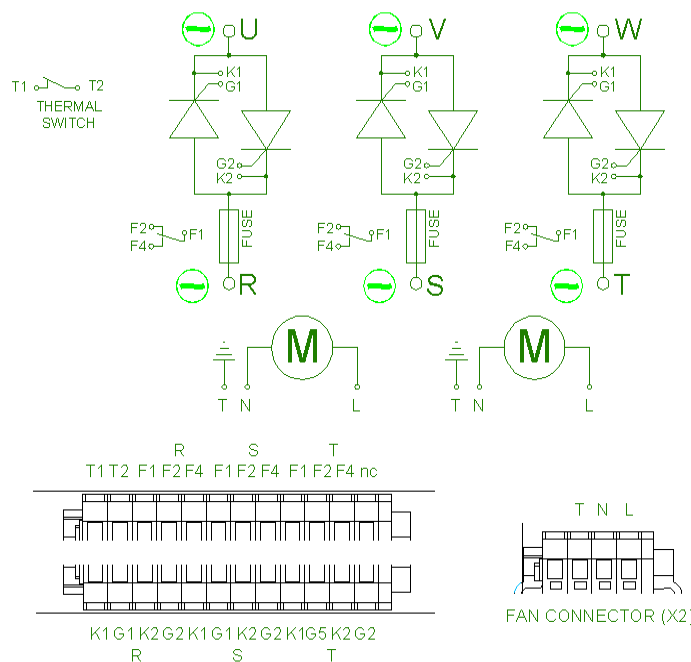 U V W
K1 K1 K1
T1 T2 G1 G1 G1
THERMAL
SWITCH
G2 G2 G2
K2 K2 K2
F2 F1 FUSE F2 F1 FUSE F2 F1 FUSE
F4 F4 F4
R S T
M M
T N L T N L
R S T
T1 T2 F1 F2 F4 F1 F2 F4 F1 F2 F4 nc
T N L
FAN CONNECTOR (X2)
K1 G1 K2 G2 K1 G1 K2 G2 K1 G5 K2 G2
R S T